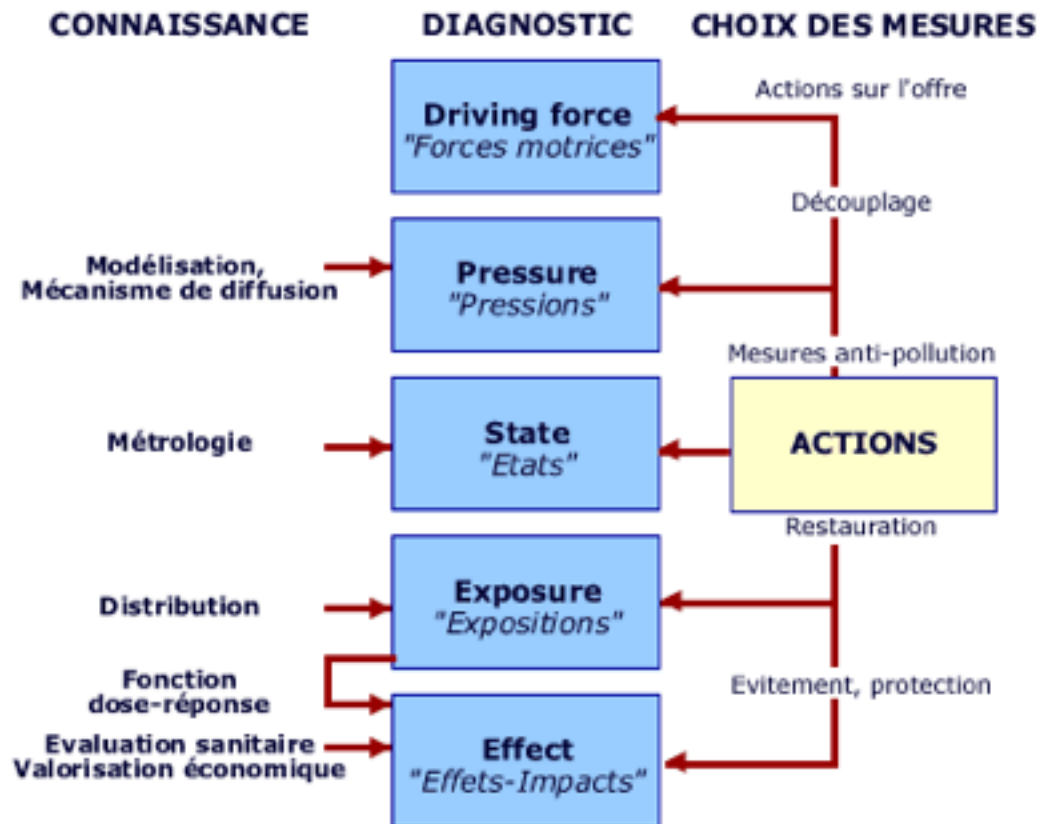 CONNAISSANCE
DIAGNOSTIC
CHOIX DES MESURES
Actions sur l'offre
Driving force
"Forces motrices"
Découplage
Modélisation,
Mécanisme de diffusion
Pressure
"Pressions"
Mesures anti-pollution
Métrologie
State
"Etats"
ACTIONS
Restauration
Distribution
Exposure
"Expositions"
Fonction
dose-réponse
Evitement, protection
Evaluation sanitaire
Valorisation économique
Effect
"Effets-Impacts"